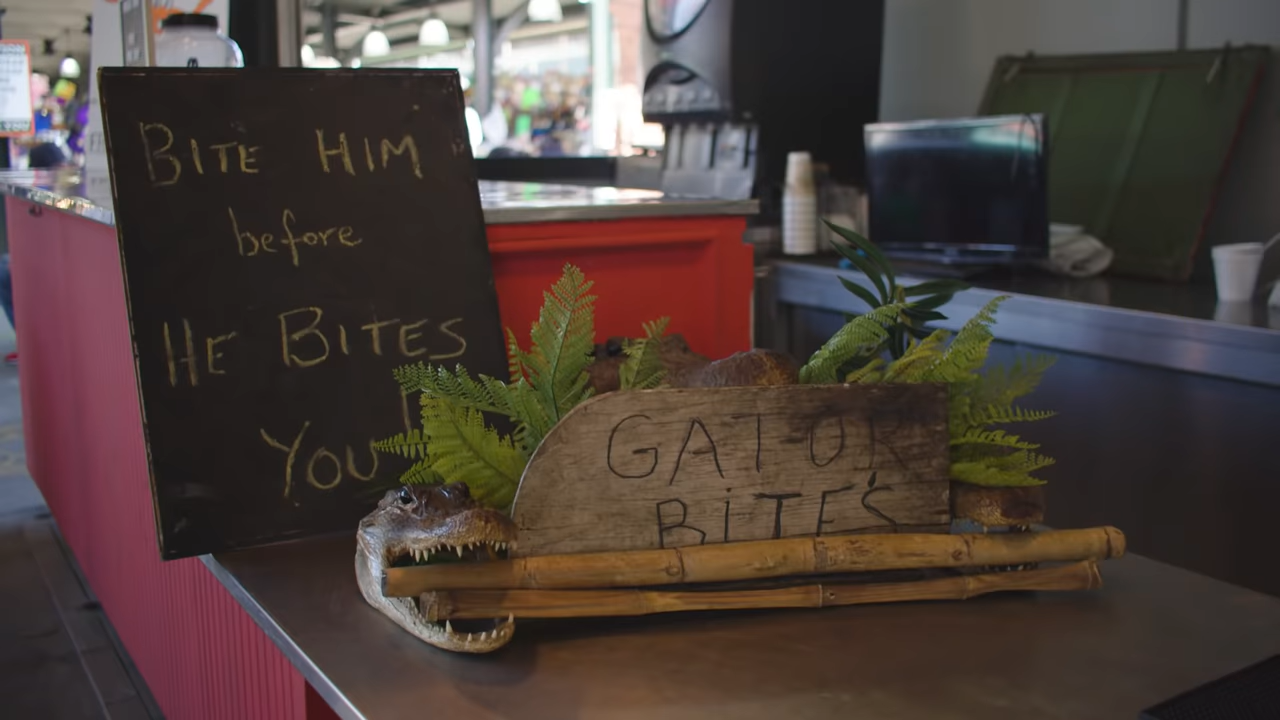 BITE HIM
before
HE BITES
YOU!
GATOR
BITES